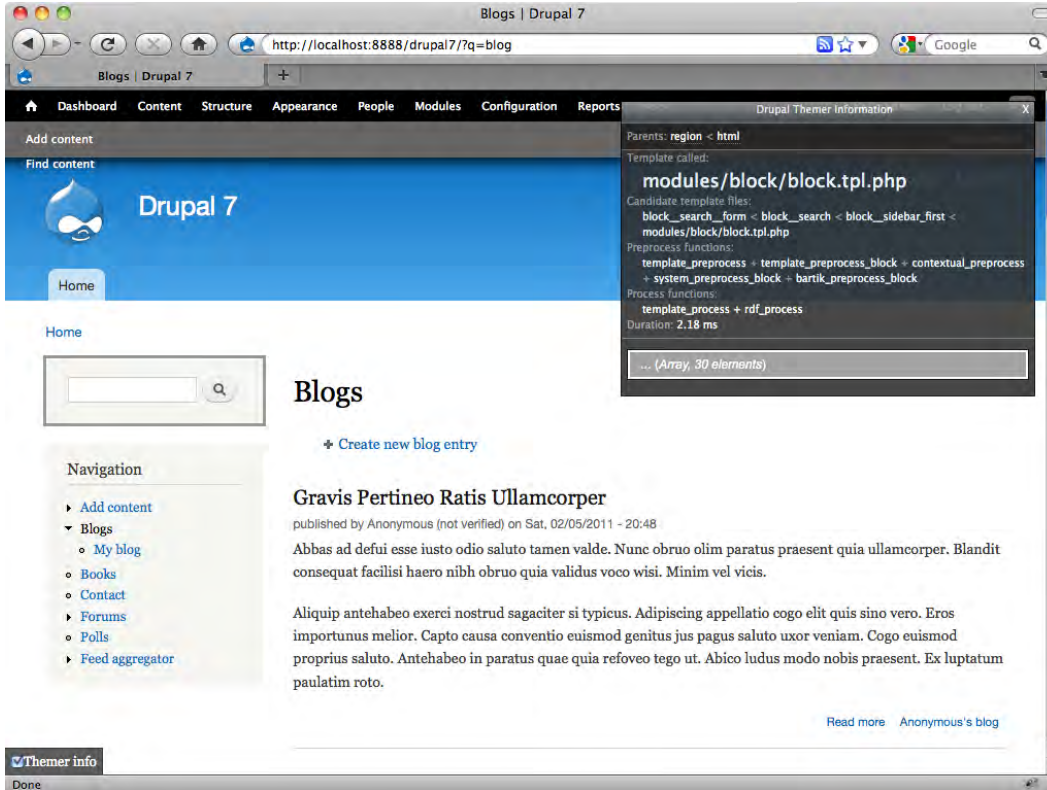 Blogs | Drupal 7
http://localhost:8888/drupal7/?q=blog
Google
Blogs | Drupal 7
+
Dashboard Content Structure Appearance People Modules Configuration Reports
Drupal Themer Information X
Add content
Find content
Parents: region < html
Template called:
modules/block/block.tpl.php
Candidate template files:
block__search__form < block__search < block__sidebar_first <
modules/block/block.tpl.php
Preprocess functions:
template_preprocess + template_preprocess_block + contextual_preprocess
+ system_preprocess_block + bartik_preprocess_block
Process functions:
template_process + rdf_process
Duration: 2.18 ms
... (Array, 30 elements)
Drupal 7
Home
Home
Navigation
Add content
Blogs
My blog
Books
Contact
Forums
Polls
Feed aggregator
Blogs
Create new blog entry
Gravis Pertineo Ratis Ullamcorper
published by Anonymous (not verified) on Sat, 02/05/2011 - 20:48
Abbas ad defui esse iusto odio saluto tamen valde. Nunc obruo olim paratus praesent quia ullamcorper. Blandit
consequat facilisi haero nibh obruo quia validus voco wisi. Minim vel vicis.
Aliquip antehabeo exerci nostrud sagaciter si typicus. Adipiscing appellatio cogo elit quis sino vero. Eros
importunus melior. Capto causa conventio euismod genitus jus pagus saluto uxor veniam. Cogo euismod
proprius saluto. Antehabeo in paratus quae quia refoveo tego ut. Abico ludus modo nobis praesent. Ex luptatum
paulatim roto.
Read more Anonymous's blog
Themer info
Done